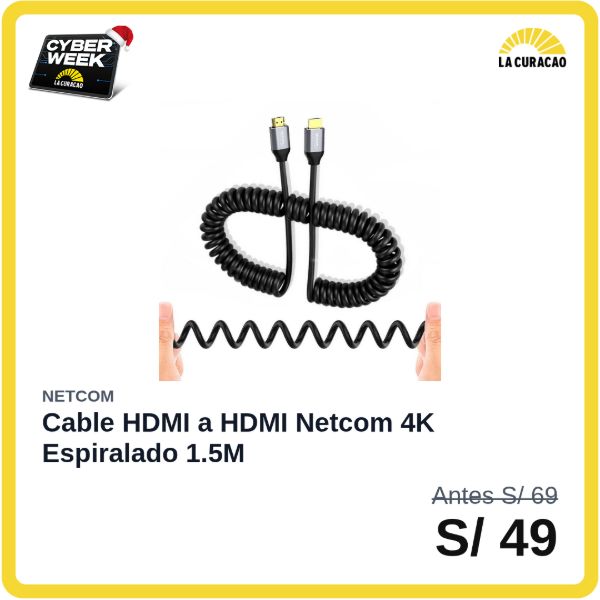 CYBER
WEEK
LA CURACAO
LA CURACAO
NETCOM
Cable HDMI a HDMI Netcom 4K
Espiralado 1.5M
Antes S/ 69
S/ 49